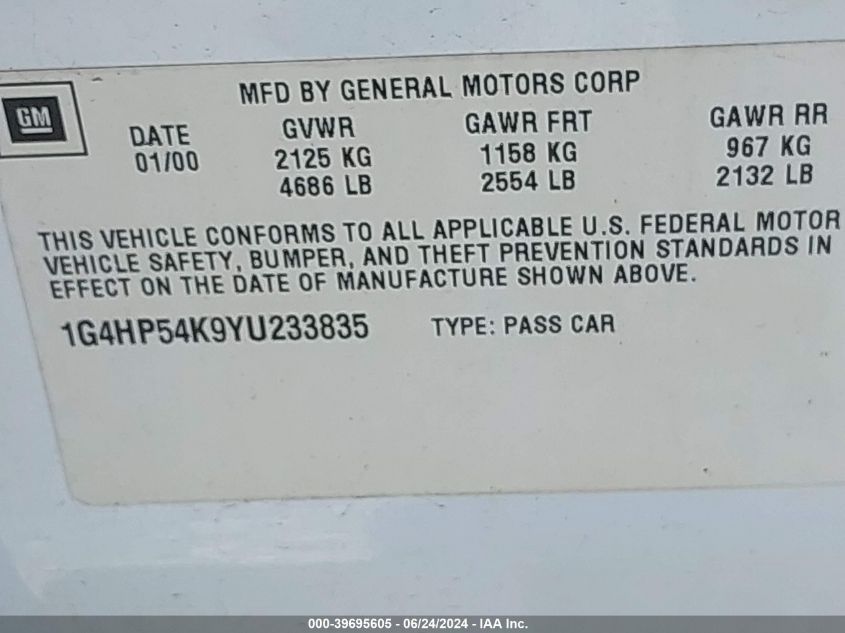 MFD BY GENERAL MOTORS CORP
GM
DATE GVWR GAWR FRT GAWR RR
01/00 2125 KG 1158 KG 967 KG
4686 LB 2554 LB 2132 LB
THIS VEHICLE CONFORMS TO ALL APPLICABLE U.S. FEDERAL MOTOR
VEHICLE SAFETY, BUMPER, AND THEFT PREVENTION STANDARDS IN
EFFECT ON THE DATE OF MANUFACTURE SHOWN ABOVE.
1G4HP54K9YU233835 TYPE: PASS CAR
000-39695605 - 06/24/2024 - IAA Inc.